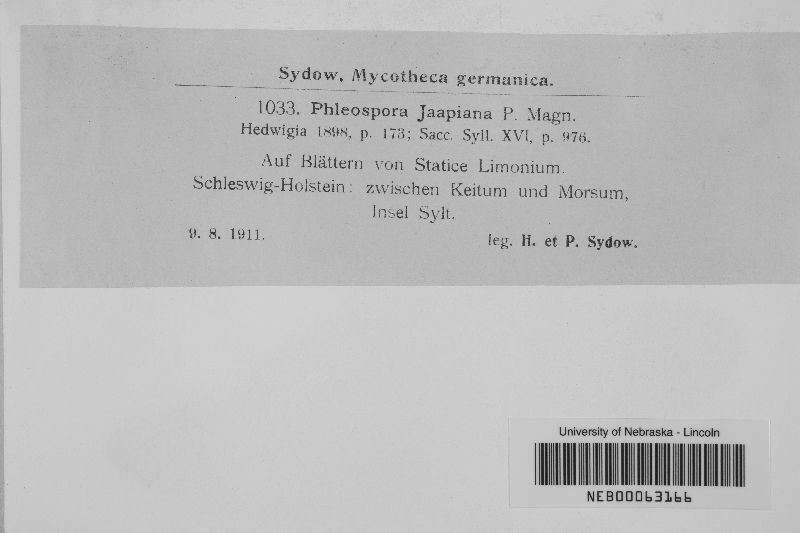 Sydow, Mycotheca germanica.
1033. Phleospora Jaapiana P. Magn.
Hedwigia 1898, p. 173; Sacc. Syll. XVI, p. 976.
Auf Blättern von Statice Limonium.
Schleswig-Holstein: zwischen Keitum und Morsum,
Insel Sylt.
9. 8. 1911. leg. H. et P. Sydow.
University of Nebraska - Lincoln
NEB00063166